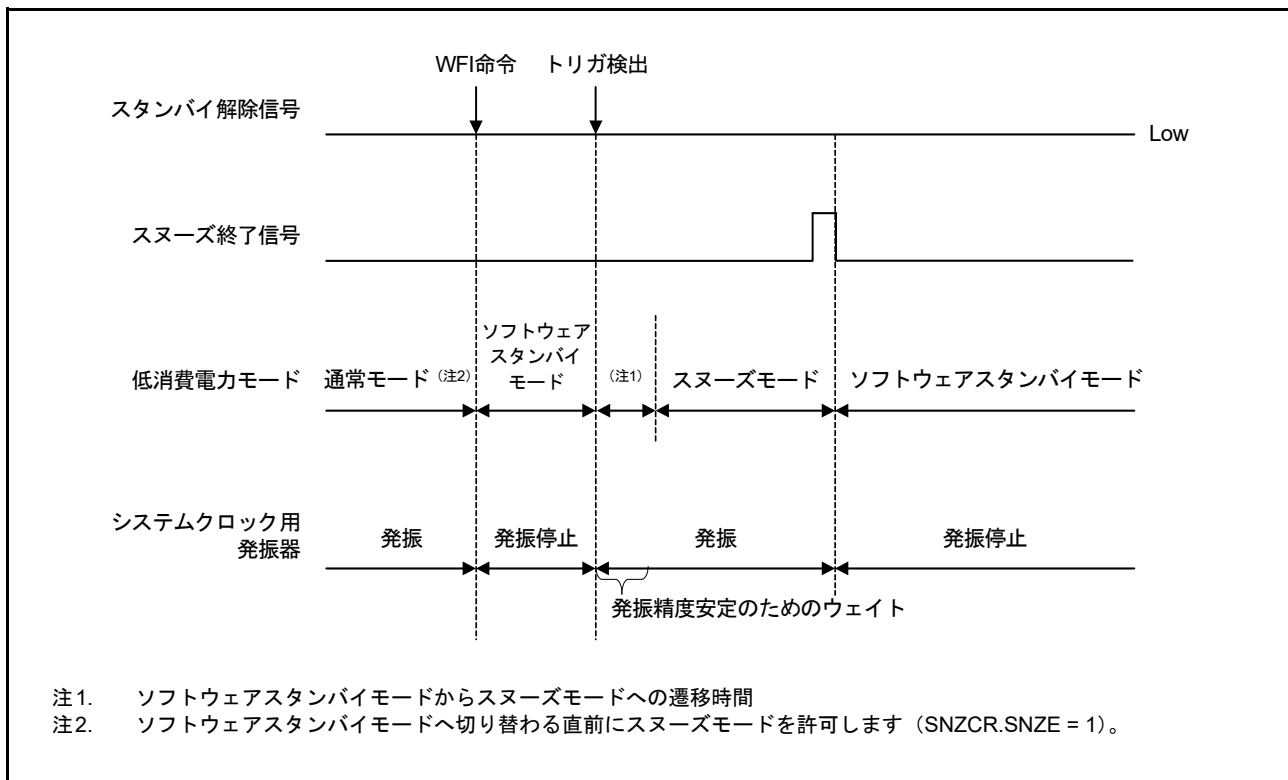 WFI命令 トリガ検出
スタンバイ解除信号
Low
スヌーズ終了信号
低消費電力モード
通常モード（注2）
ソフトウェア
スタンバイ
モード
（注1）
スヌーズモード
ソフトウェアスタンバイモード
システムクロック用
発振器
発振
発振停止
発振
発振停止
発振精度安定のためのウェイト
注1. ソフトウェアスタンバイモードからスヌーズモードへの遷移時間
注2. ソフトウェアスタンバイモードへ切り替わる直前にスヌーズモードを許可します（SNZCR.SNZE = 1）。